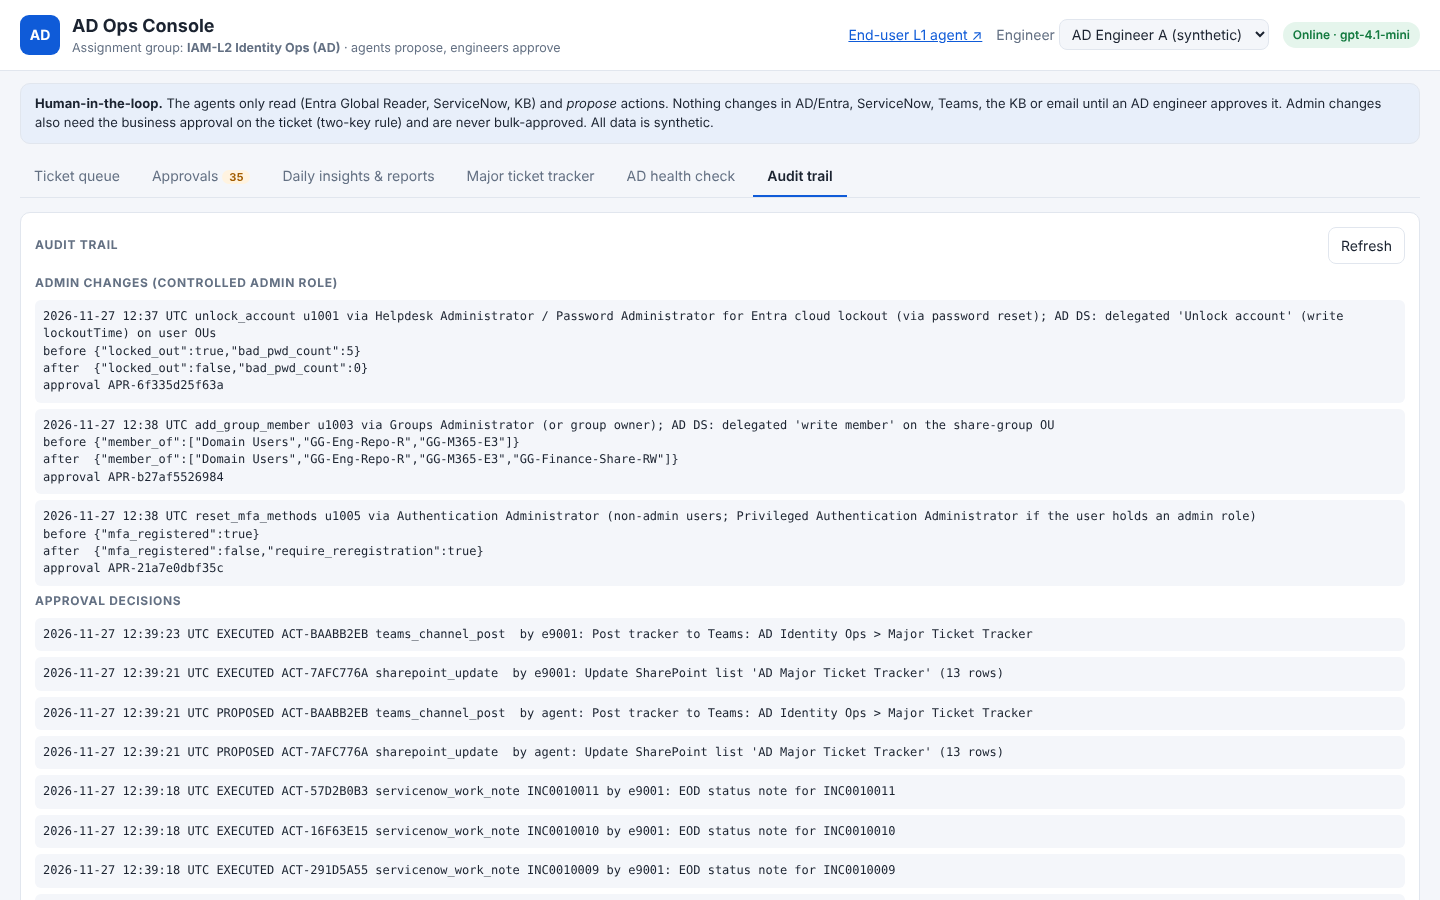 AD
AD Ops Console
Assignment group: IAM-L2 Identity Ops (AD) · agents propose, engineers approve
End-user L1 agent ↗
Engineer
AD Engineer A (synthetic)
Online · gpt-4.1-mini
Human-in-the-loop. The agents only read (Entra Global Reader, ServiceNow, KB) and propose actions. Nothing changes in AD/Entra, ServiceNow, Teams, the KB or email until an AD engineer approves it. Admin changes
also need the business approval on the ticket (two-key rule) and are never bulk-approved. All data is synthetic.
Ticket queue
Approvals 35
Daily insights & reports
Major ticket tracker
AD health check
Audit trail
AUDIT TRAIL
Refresh
ADMIN CHANGES (CONTROLLED ADMIN ROLE)
2026-11-27 12:37 UTC unlock_account u1001 via Helpdesk Administrator / Password Administrator for Entra cloud lockout (via password reset); AD DS: delegated 'Unlock account' (write
lockoutTime) on user OUs
before {"locked_out":true,"bad_pwd_count":5}
after  {"locked_out":false,"bad_pwd_count":0}
approval APR-6f335d25f63a
2026-11-27 12:38 UTC add_group_member u1003 via Groups Administrator (or group owner); AD DS: delegated 'write member' on the share-group OU
before {"member_of":["Domain Users","GG-Eng-Repo-R","GG-M365-E3"]}
after  {"member_of":["Domain Users","GG-Eng-Repo-R","GG-M365-E3","GG-Finance-Share-RW"]}
approval APR-b27af5526984
2026-11-27 12:38 UTC reset_mfa_methods u1005 via Authentication Administrator (non-admin users; Privileged Authentication Administrator if the user holds an admin role)
before {"mfa_registered":true}
after  {"mfa_registered":false,"require_reregistration":true}
approval APR-21a7e0dbf35c
APPROVAL DECISIONS
2026-11-27 12:39:23 UTC EXECUTED ACT-BAABB2EB teams_channel_post  by e9001: Post tracker to Teams: AD Identity Ops > Major Ticket Tracker
2026-11-27 12:39:21 UTC EXECUTED ACT-7AFC776A sharepoint_update  by e9001: Update SharePoint list 'AD Major Ticket Tracker' (13 rows)
2026-11-27 12:39:21 UTC PROPOSED ACT-BAABB2EB teams_channel_post  by agent: Post tracker to Teams: AD Identity Ops > Major Ticket Tracker
2026-11-27 12:39:21 UTC PROPOSED ACT-7AFC776A sharepoint_update  by agent: Update SharePoint list 'AD Major Ticket Tracker' (13 rows)
2026-11-27 12:39:18 UTC EXECUTED ACT-57D2B0B3 servicenow_work_note INC0010011 by e9001: EOD status note for INC0010011
2026-11-27 12:39:18 UTC EXECUTED ACT-16F63E15 servicenow_work_note INC0010010 by e9001: EOD status note for INC0010010
2026-11-27 12:39:18 UTC EXECUTED ACT-291D5A55 servicenow_work_note INC0010009 by e9001: EOD status note for INC0010009